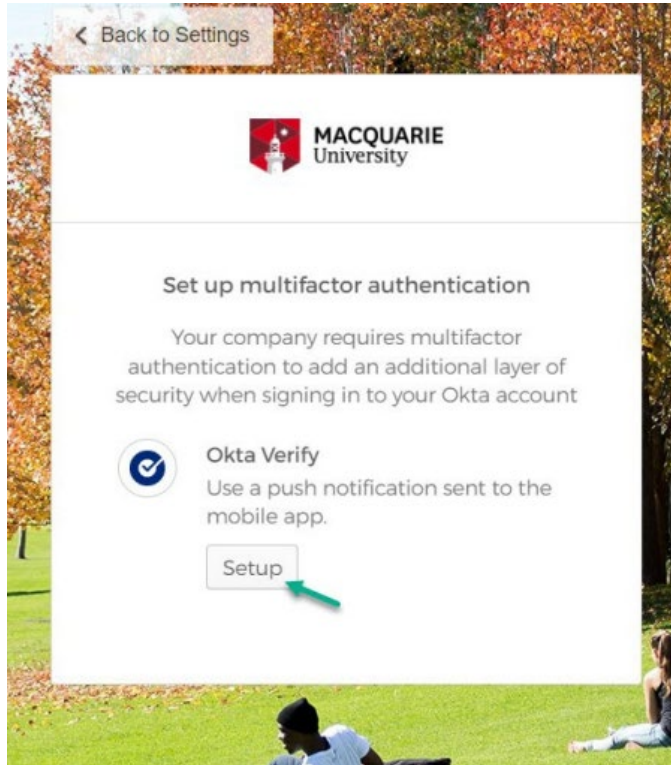 Back to Settings
MACQUARIE
University
Set up multifactor authentication
Your company requires multifactor
authentication to add an additional layer of
security when signing in to your Okta account
Okta Verify
Use a push notification sent to the
mobile app.
Setup